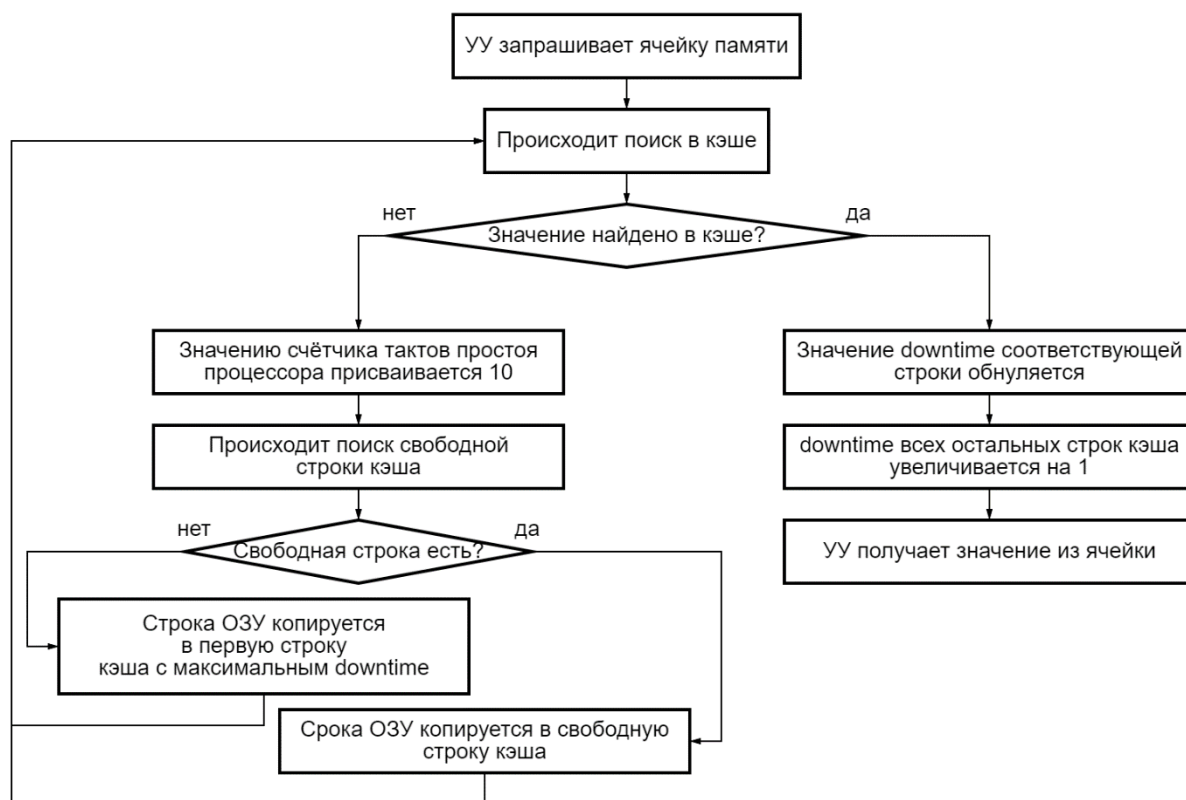 УУ запрашивает ячейку памяти
Происходит поиск в кэше
нет
да
Значение найдено в кэше?
Значению счётчика тактов простоя
процессора присваивается 10
Значение downtime соответствующей
строки обнуляется
Происходит поиск свободной
строки кэша
downtime всех остальных строк кэша
увеличивается на 1
нет
да
Свободная строка есть?
УУ получает значение из ячейки
Строка ОЗУ копируется
в первую строку
кэша с максимальным downtime
Срока ОЗУ копируется в свободную
строку кэша